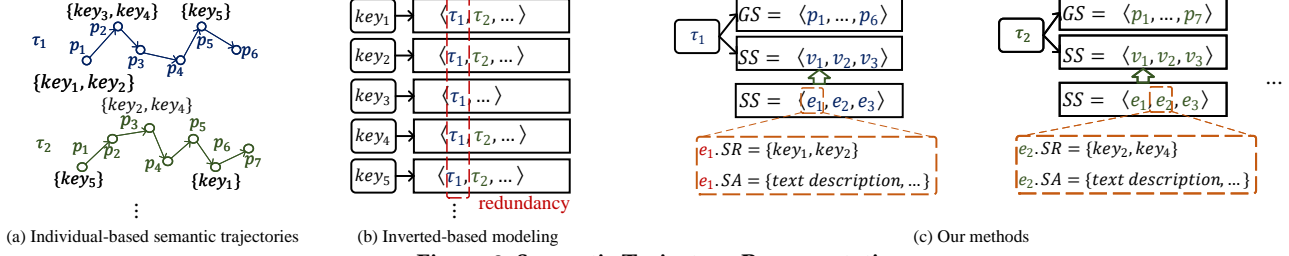 {key₃, key₄}
{key₅}
τ₁
p₁
p₂
p₃
p₄
p₅
p₆
{key₁, key₂}
{key₂, key₄}
τ₂
p₁
p₂
p₃
p₄
p₅
p₆
p₇
{key₅}
{key₁}
⋮
(a) Individual-based semantic trajectories
key₁ ⟨τ₁, τ₂, … ⟩
key₂ ⟨τ₁, τ₂, … ⟩
key₃ ⟨τ₁, … ⟩
key₄ ⟨τ₁, τ₂, … ⟩
key₅ ⟨τ₁, τ₂, … ⟩
⋮
redundancy
(b) Inverted-based modeling
τ₁
GS = ⟨p₁, … , p₆⟩
SS = ⟨v₁, v₂, v₃⟩
SS = ⟨e₁, e₂, e₃⟩
e₁.SR = {key₁, key₂}
e₁.SA = {text description, … }
τ₂
GS = ⟨p₁, … , p₇⟩
SS = ⟨v₁, v₂, v₃⟩
SS = ⟨e₁, e₂, e₃⟩
e₂.SR = {key₂, key₄}
e₂.SA = {text description, … }
...
(c) Our methods